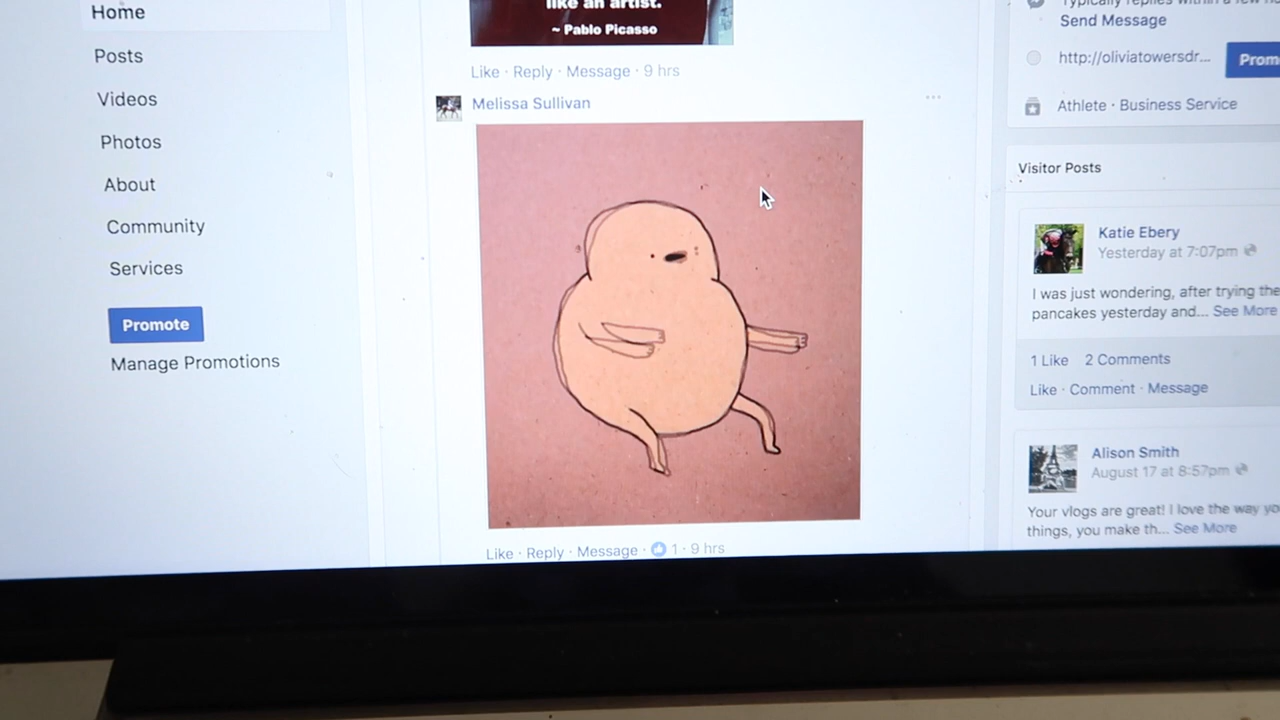 Home
Posts
Videos
Photos
About
Community
Services
Promote
Manage Promotions
like an artist.
~ Pablo Picasso
Like · Reply · Message · 9 hrs
Melissa Sullivan
Like · Reply · Message · 1 · 9 hrs
Typically replies within a few
Send Message
http://oliviatowersdr...
Prom
Athlete · Business Service
Visitor Posts
Katie Ebery
Yesterday at 7:07pm
I was just wondering, after trying the
pancakes yesterday and... See More
1 Like 2 Comments
Like · Comment · Message
Alison Smith
August 17 at 8:57pm
Your vlogs are great! I love the way
things, you make th... See More